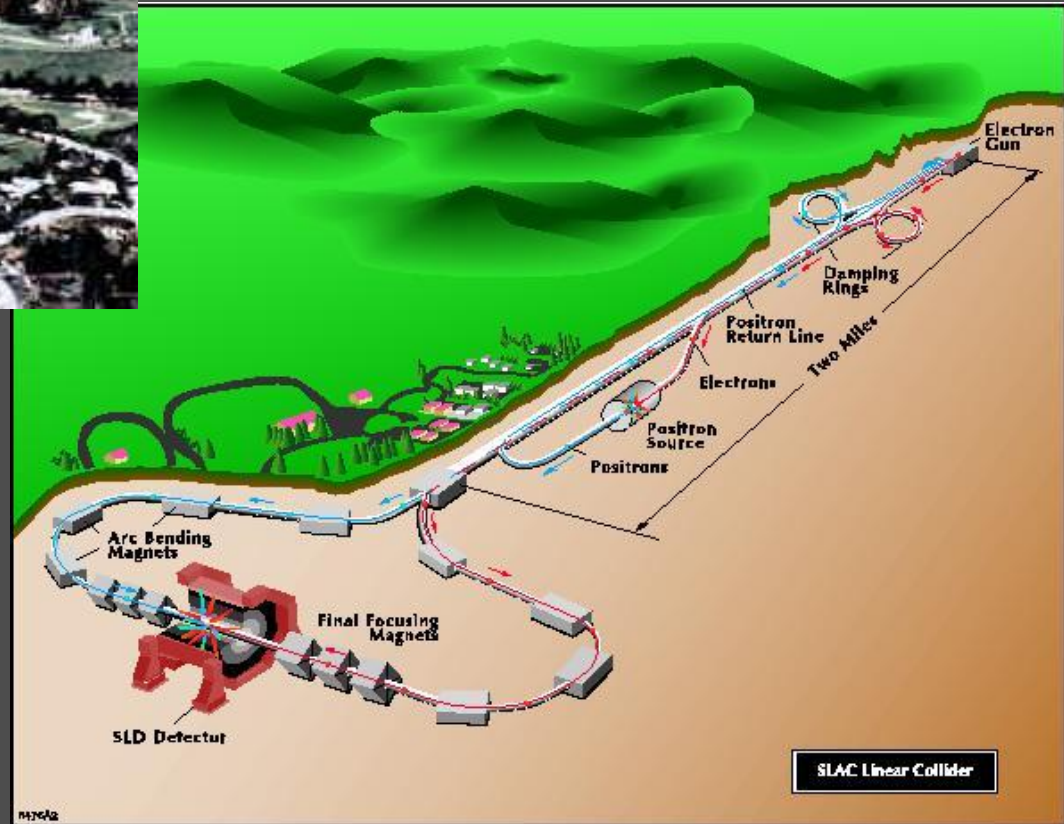 Electron
Gun
Damping
Rings
Positron
Return Line
Two Miles
Electrons
Positron
Source
Positrons
Arc Bending
Magnets
Final Focusing
Magnets
SLD Detector
SLAC Linear Collider